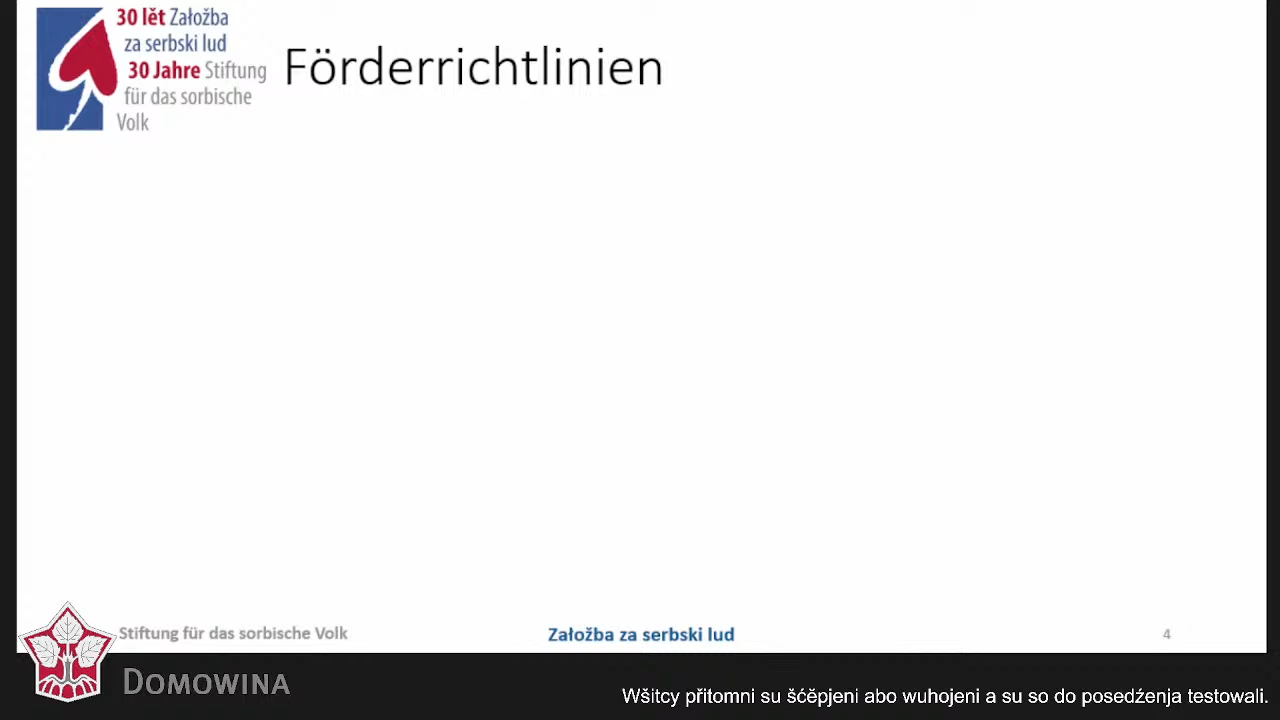 30 lět Załožba
za serbski lud
30 Jahre Stiftung
für das sorbische
Volk
Förderrichtlinien
Stiftung für das sorbische Volk
Załožba za serbski lud
4
DOMOWINA
Wšitcy přitomni su šćěpjeni abo wuhojeni a su so do posedźenja testowali.